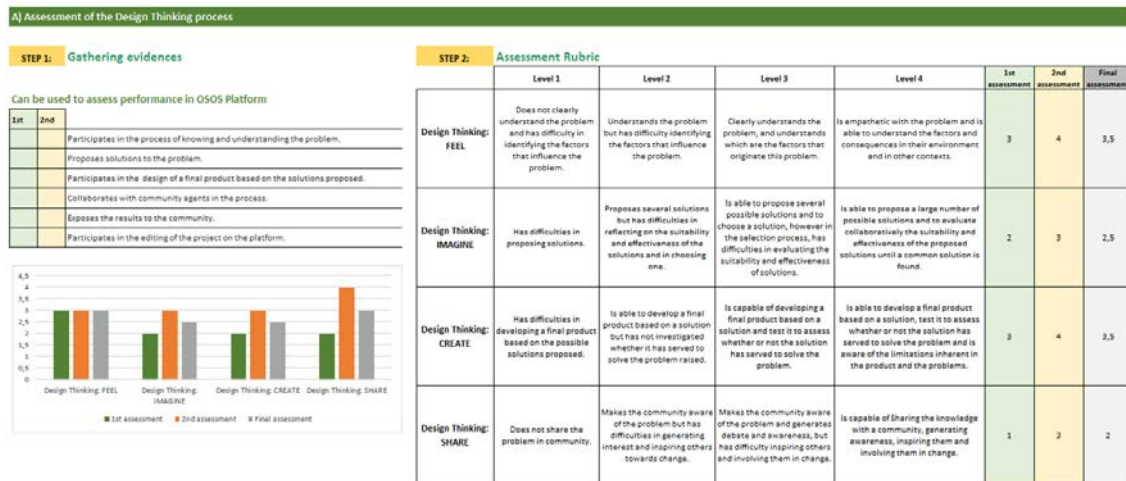 A) Assessment of the Design Thinking process
STEP 1:
Gathering evidences
Can be used to assess performance in OSOS Platform
1st 2nd
Participates in the process of knowing and understanding the problem.
Proposes solutions to the problem.
Participates in the design of a final product based on the solutions proposed.
Collaborates with community agents in the process.
Exposes the results to the community.
Participates in the editing of the project on the platform.
4,5
4
3,5
3
2,5
2
1,5
1
0,5
0
Design Thinking: FEEL
Design Thinking:
IMAGINE
Design Thinking: CREATE
Design Thinking: SHARE
1st assessment
2nd assessment
Final assessment
STEP 2:
Assessment Rubric
Level 1
Level 2
Level 3
Level 4
1st
assessment
2nd
assessment
Final
assessment
Design Thinking:
FEEL
Does not clearly
understand the problem
and has difficulty in
identifying the factors
that influence the
problem.
Understands the problem
but has difficulty identifying
the factors that influence
the problem.
Clearly understands the
problem, and understands
which are the factors that
originate this problem.
Is empathetic with the problem and is
able to understand the factors and
consequences in their environment
and in other contexts.
3
4
3,5
Design Thinking:
IMAGINE
Has difficulties in
proposing solutions.
Proposes several solutions
but has difficulties in
reflecting on the suitability
and effectiveness of the
solutions and in choosing
one.
Is able to propose several
possible solutions and to
choose a solution, however in
the selection process, has
difficulties in evaluating the
suitability and effectiveness
of solutions.
Is able to propose a large number of
possible solutions and to evaluate
collaboratively the suitability and
effectiveness of the proposed
solutions until a common solution is
found.
2
3
2,5
Design Thinking:
CREATE
Has difficulties in
developing a final product
based on the possible
solutions proposed.
Is able to develop a final
product based on a solution
but has not investigated
whether it has served to
solve the problem raised.
Is capable of developing a
final product based on a
solution and test it to assess
whether or not the solution
has served to solve the
problem.
Is able to develop a final product
based on a solution, test it to assess
whether or not the solution has
served to solve the problem and is
aware of the limitations inherent in
the product and the problems.
3
4
3,5
Design Thinking:
SHARE
Does not share the
problem in community.
Makes the community aware
of the problem but has
difficulties in generating
interest and inspiring others
towards change.
Makes the community aware
of the problem and generates
debate and awareness, but
has difficulty inspiring others
and involving them in change.
Is capable of Sharing the knowledge
with a community, generating
awareness, inspiring them and
involving them in change.
1
3
2